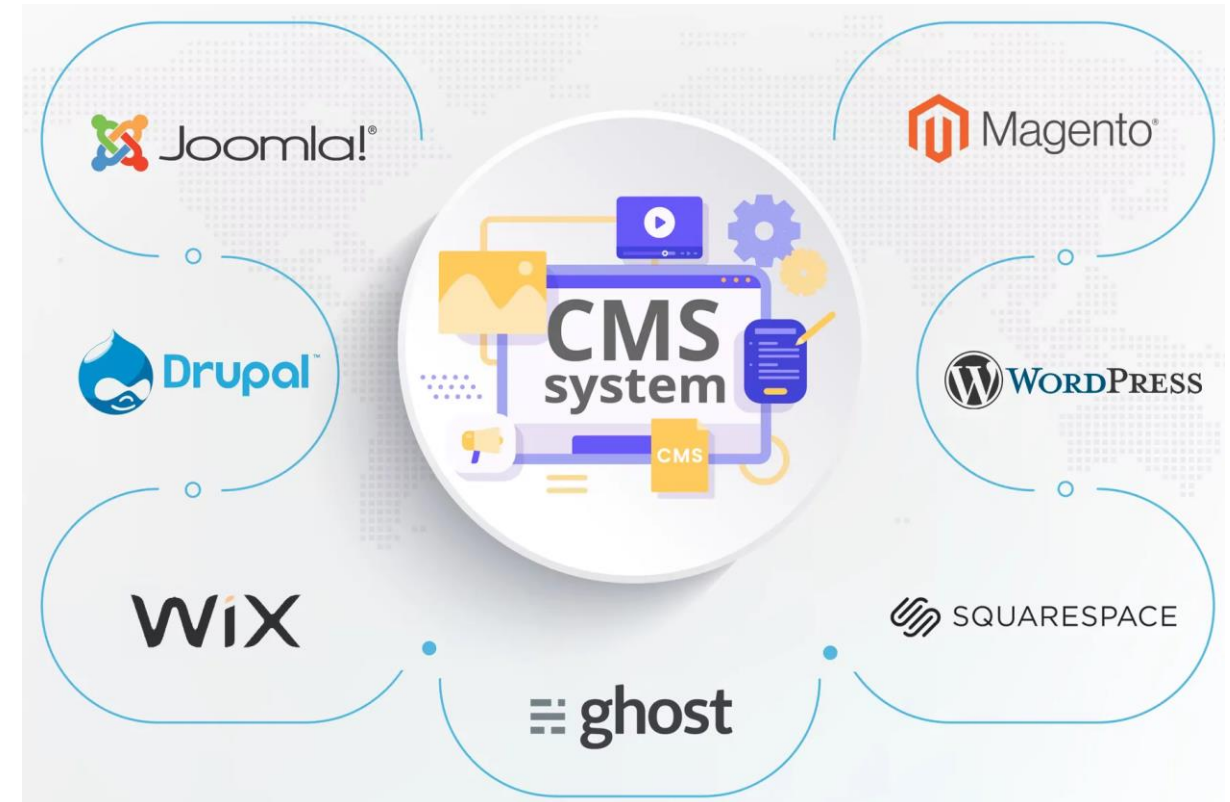 Joomla!®
Magento®
CMS
system
CMS
Drupal™
WORDPRESS
WiX
SQUARESPACE
ghost